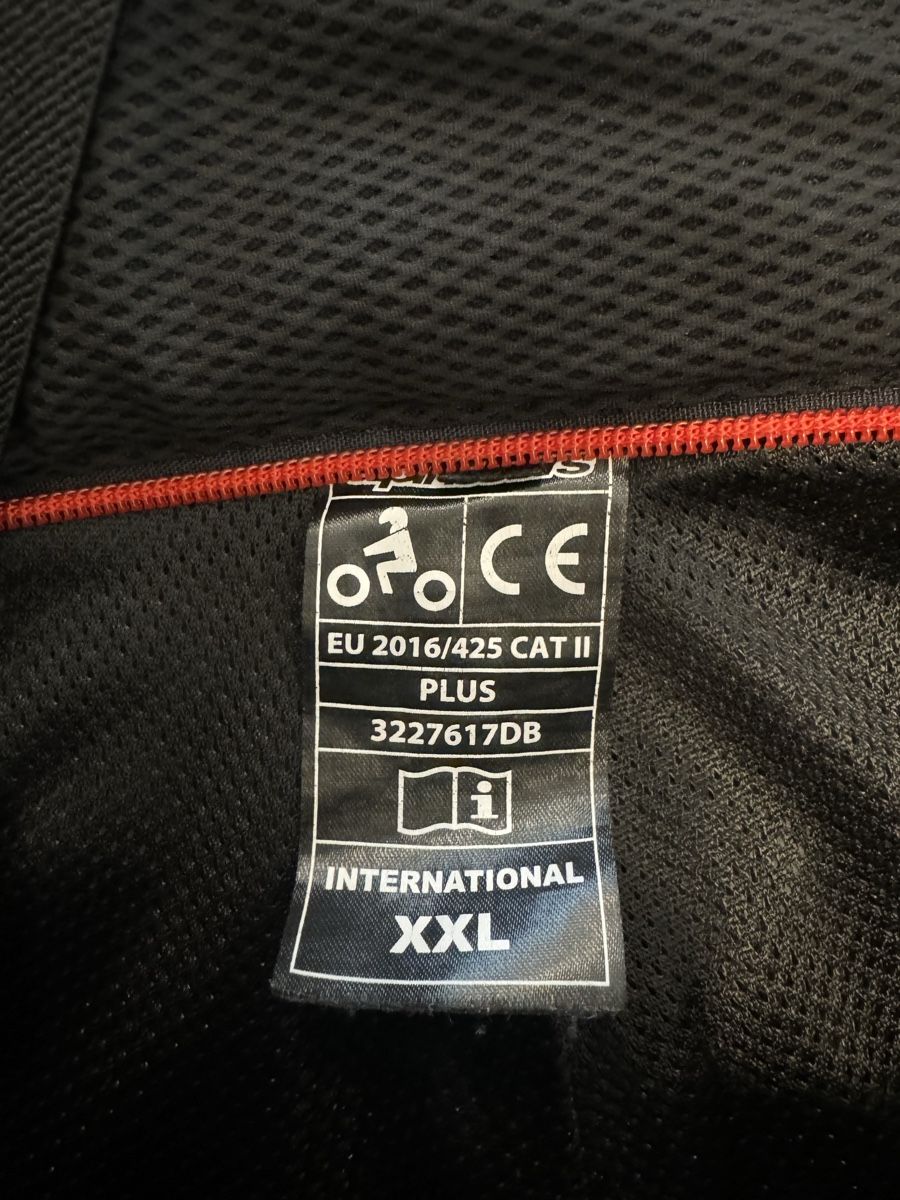 CE
EU 2016/425 CAT II
PLUS
3227617DB
i
INTERNATIONAL
XXL